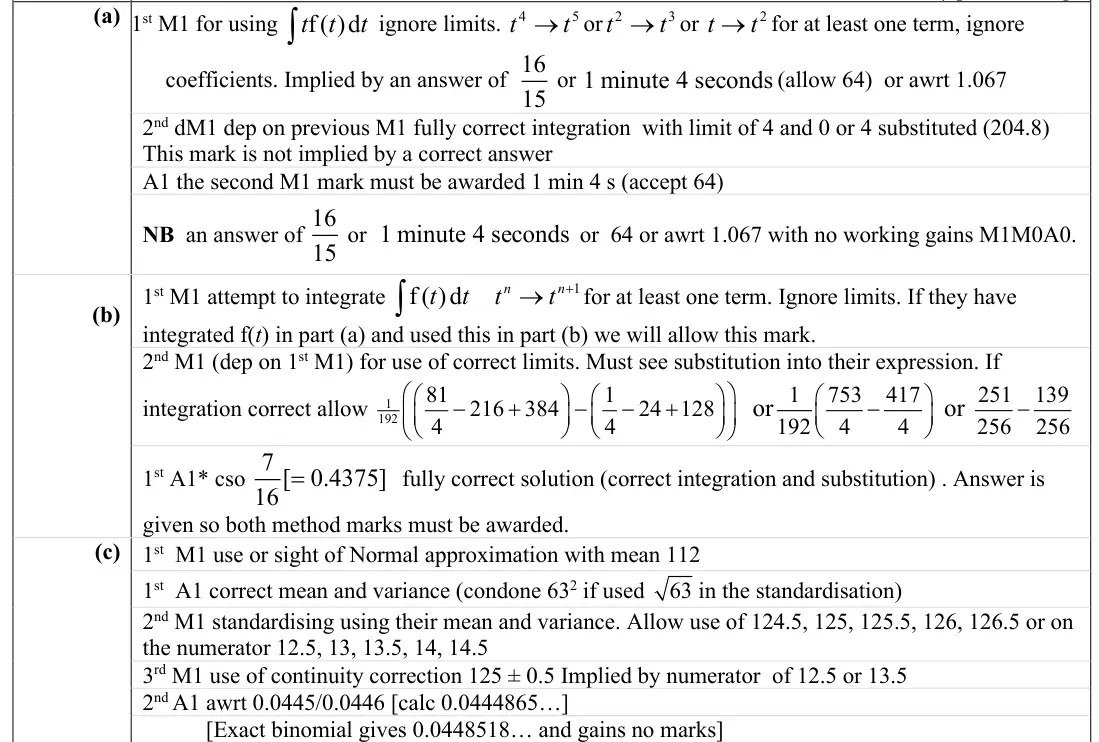 (a) 1st M1 for using ∫tf(t)dt ignore limits. t⁴ → t⁵ or t² → t³ or t → t² for at least one term, ignore
coefficients. Implied by an answer of 16/15 or 1 minute 4 seconds (allow 64) or awrt 1.067
2nd dM1 dep on previous M1 fully correct integration with limit of 4 and 0 or 4 substituted (204.8)
This mark is not implied by a correct answer
A1 the second M1 mark must be awarded 1 min 4 s (accept 64)
NB an answer of 16/15 or 1 minute 4 seconds or 64 or awrt 1.067 with no working gains M1M0A0.
(b) 1st M1 attempt to integrate ∫f(t)dt tⁿ → tⁿ⁺¹ for at least one term. Ignore limits. If they have
integrated f(t) in part (a) and used this in part (b) we will allow this mark.
2nd M1 (dep on 1st M1) for use of correct limits. Must see substitution into their expression. If
integration correct allow 1/192((81/4 − 216 + 384) − (1/4 − 24 + 128)) or 1/192(753/4 − 417/4) or 251/256 − 139/256
1st A1* cso 7/16[= 0.4375] fully correct solution (correct integration and substitution) . Answer is
given so both method marks must be awarded.
(c) 1st M1 use or sight of Normal approximation with mean 112
1st A1 correct mean and variance (condone 63² if used √63 in the standardisation)
2nd M1 standardising using their mean and variance. Allow use of 124.5, 125, 125.5, 126, 126.5 or on
the numerator 12.5, 13, 13.5, 14, 14.5
3rd M1 use of continuity correction 125 ± 0.5 Implied by numerator of 12.5 or 13.5
2nd A1 awrt 0.0445/0.0446 [calc 0.0444865…]
[Exact binomial gives 0.0448518… and gains no marks]